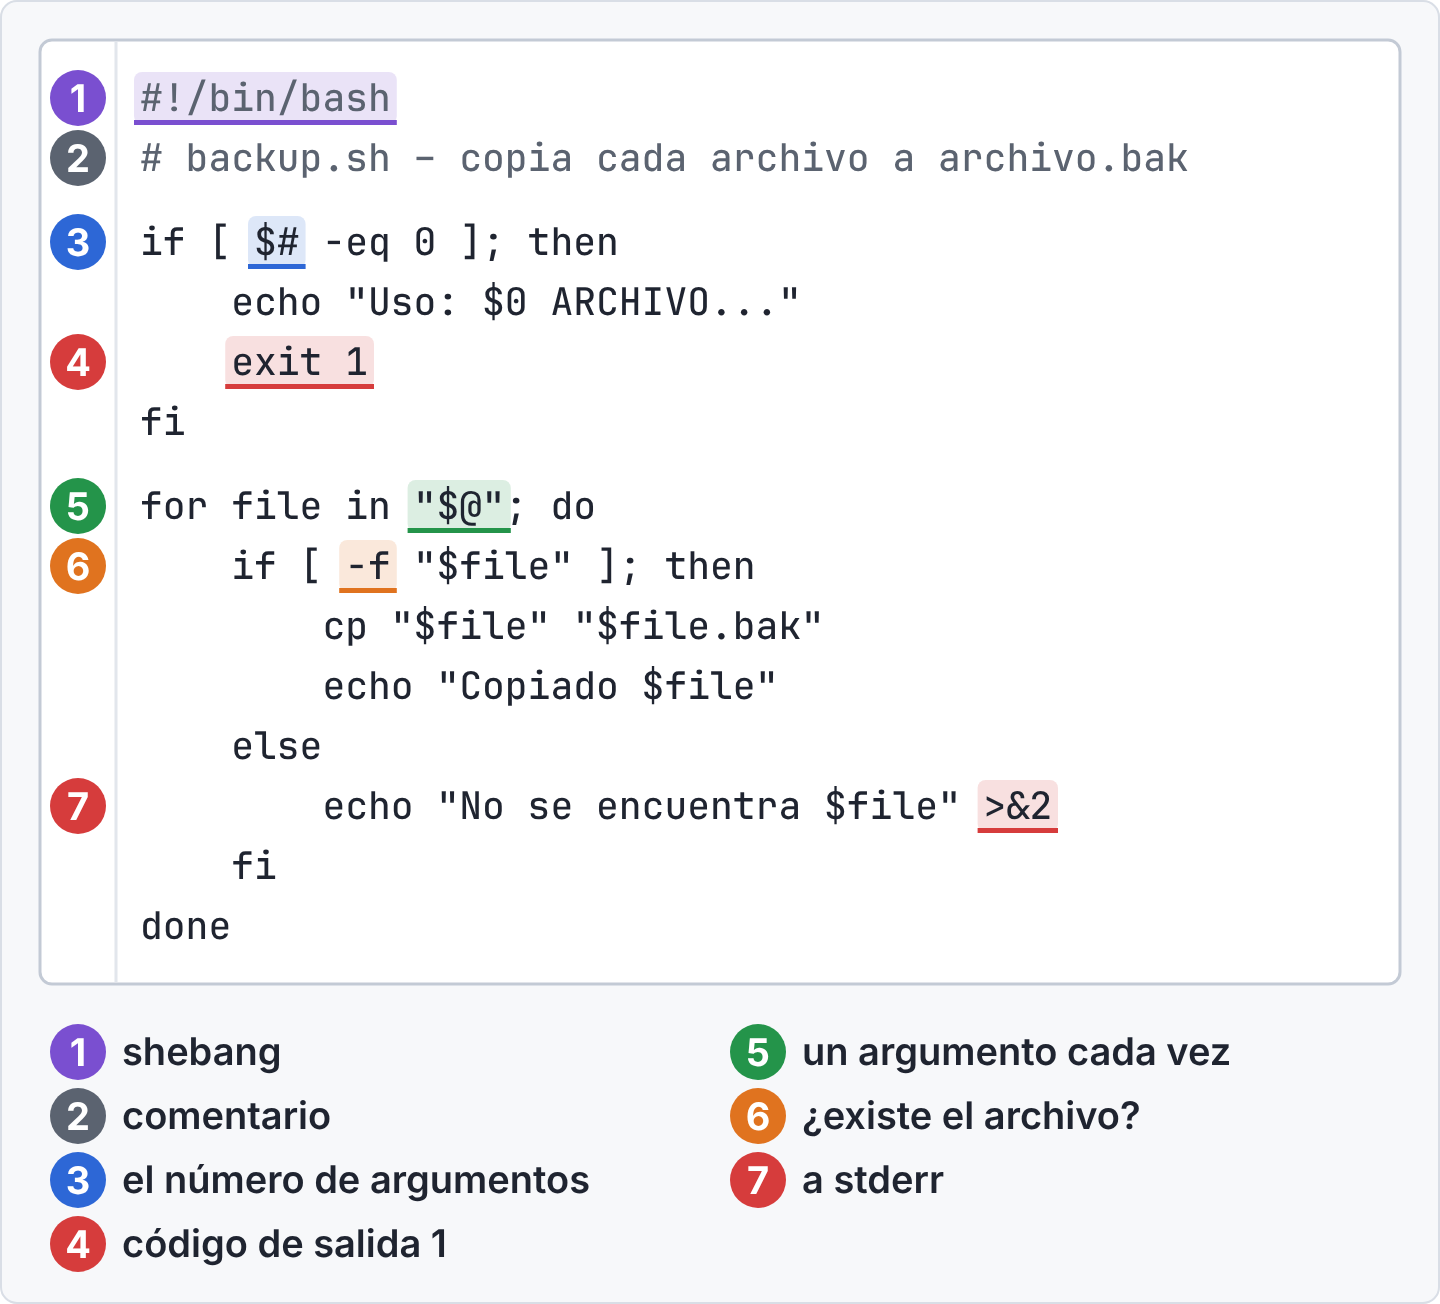 1 #!/bin/bash
2 # backup.sh – copia cada archivo a archivo.bak
3 if [ $# -eq 0 ]; then
echo "Uso: $0 ARCHIVO..."
4 exit 1
fi
5 for file in "$@"; do
6 if [ -f "$file" ]; then
cp "$file" "$file.bak"
echo "Copiado $file"
else
7 echo "No se encuentra $file" >&2
fi
done
1 shebang
2 comentario
3 el número de argumentos
4 código de salida 1
5 un argumento cada vez
6 ¿existe el archivo?
7 a stderr